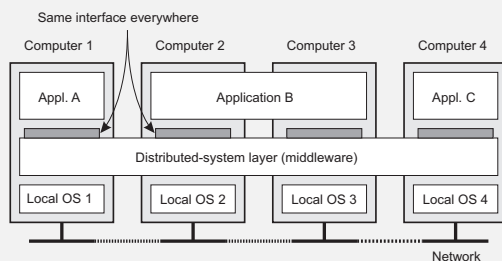 Same interface everywhere
Computer 1 Computer 2 Computer 3 Computer 4
Appl. A Application B Appl. C
Distributed-system layer (middleware)
Local OS 1 Local OS 2 Local OS 3 Local OS 4
Network